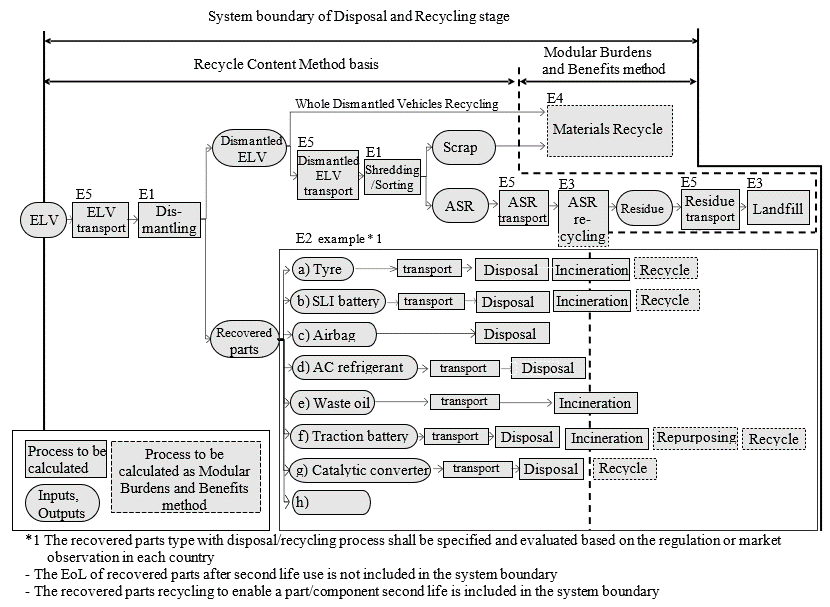 System boundary of Disposal and Recycling stage
Recycle Content Method basis
Modular Burdens
and Benefits method
Whole Dismantled Vehicles Recycling
E4
Materials Recycle
Dismantled
ELV
E5
Dismantled
ELV
transport
E1
Shredding
/Sorting
Scrap
ASR
E5
ASR
transport
E3
ASR
re-
cycling
Residue
E5
Residue
transport
E3
Landfill
ELV
E5
ELV
transport
E1
Dis-
mantling
Recovered
parts
E2 example * 1
a) Tyre
transport
Disposal
Incineration
Recycle
b) SLI battery
transport
Disposal
Incineration
Recycle
c) Airbag
Disposal
d) AC refrigerant
transport
Disposal
e) Waste oil
transport
Incineration
f) Traction battery
transport
Disposal
Incineration
Repurposing
Recycle
g) Catalytic converter
transport
Disposal
Recycle
h)
Process to be
calculated
Process to be
calculated as Modular
Burdens and Benefits
method
Inputs,
Outputs
*1 The recovered parts type with disposal/recycling process shall be specified and evaluated based on the regulation or market
observation in each country
- The EoL of recovered parts after second life use is not included in the system boundary
- The recovered parts recycling to enable a part/component second life is included in the system boundary